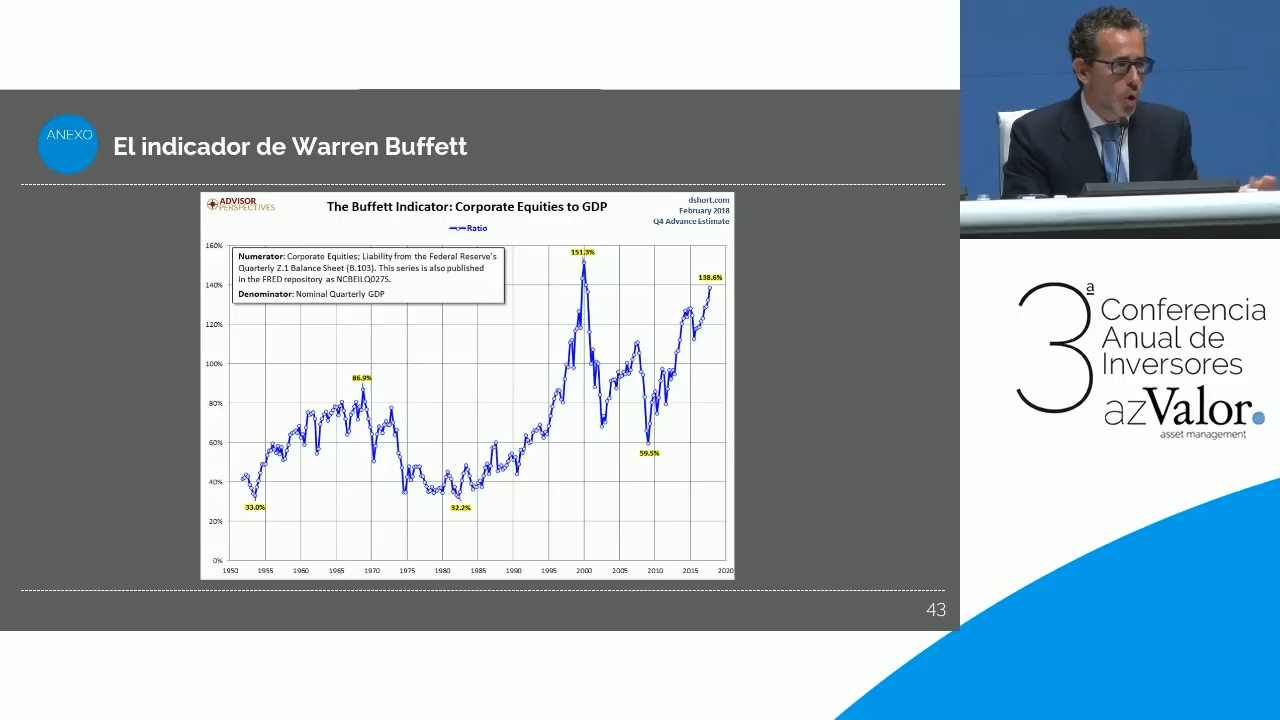 ANEXO
El indicador de Warren Buffett
ADVISOR
PERSPECTIVES
The Buffett Indicator: Corporate Equities to GDP
dshort.com
February 2018
Q4 Advance Estimate
Ratio
Numerator: Corporate Equities; Liability from the Federal Reserve's
Quarterly Z.1 Balance Sheet (B.103). This series is also published
in the FRED repository as NCBEILQ027S.
Denominator: Nominal Quarterly GDP
160%
140%
120%
100%
80%
60%
40%
20%
0%
33.0%
86.9%
32.2%
151.3%
59.5%
138.6%
1950 1955 1960 1965 1970 1975 1980 1985 1990 1995 2000 2005 2010 2015 2020
43
3ª
Conferencia
Anual de
Inversores
azValor.
asset management